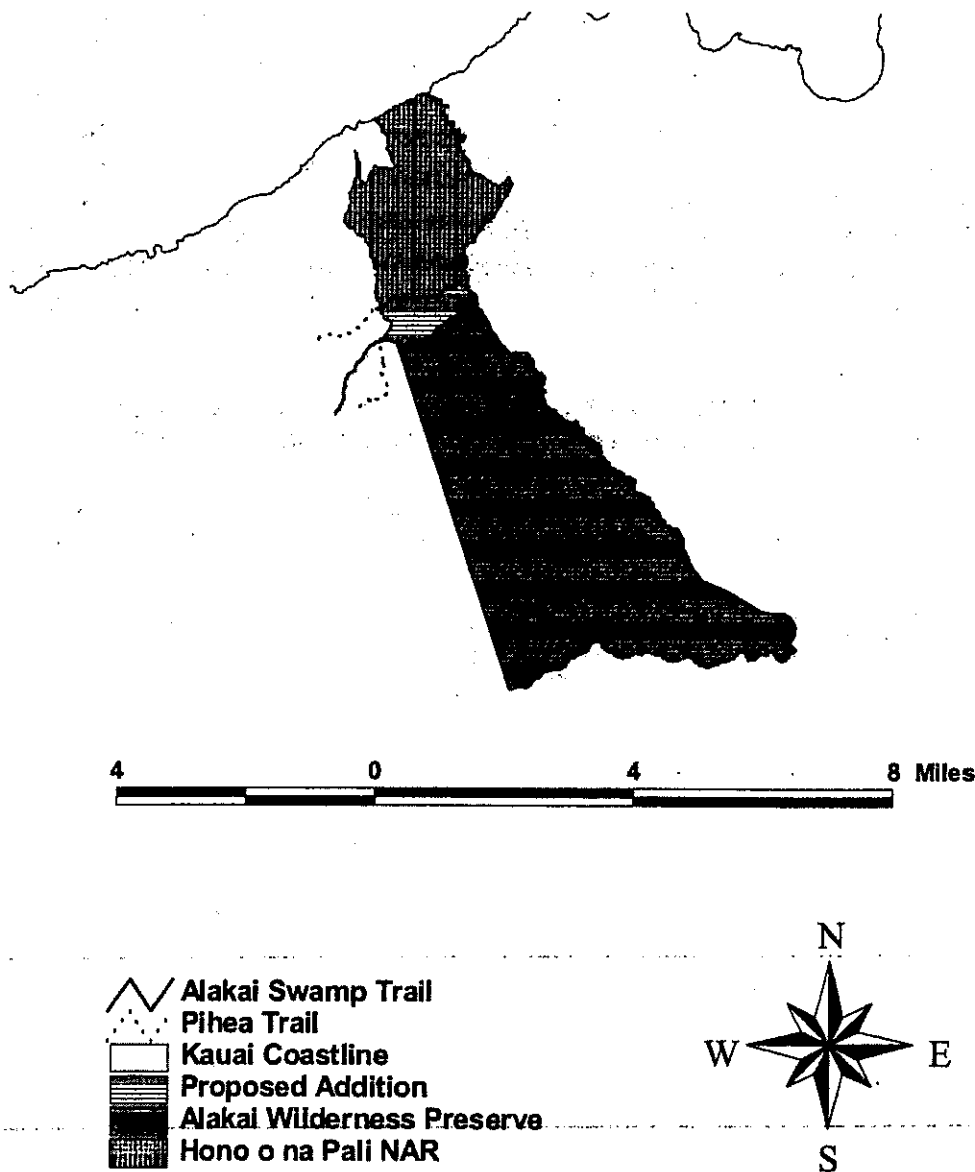 4 0 4 8 Miles
N
W E
S
Alakai Swamp Trail
Pihea Trail
Kauai Coastline
Proposed Addition
Alakai Wilderness Preserve
Hono o na Pali NAR